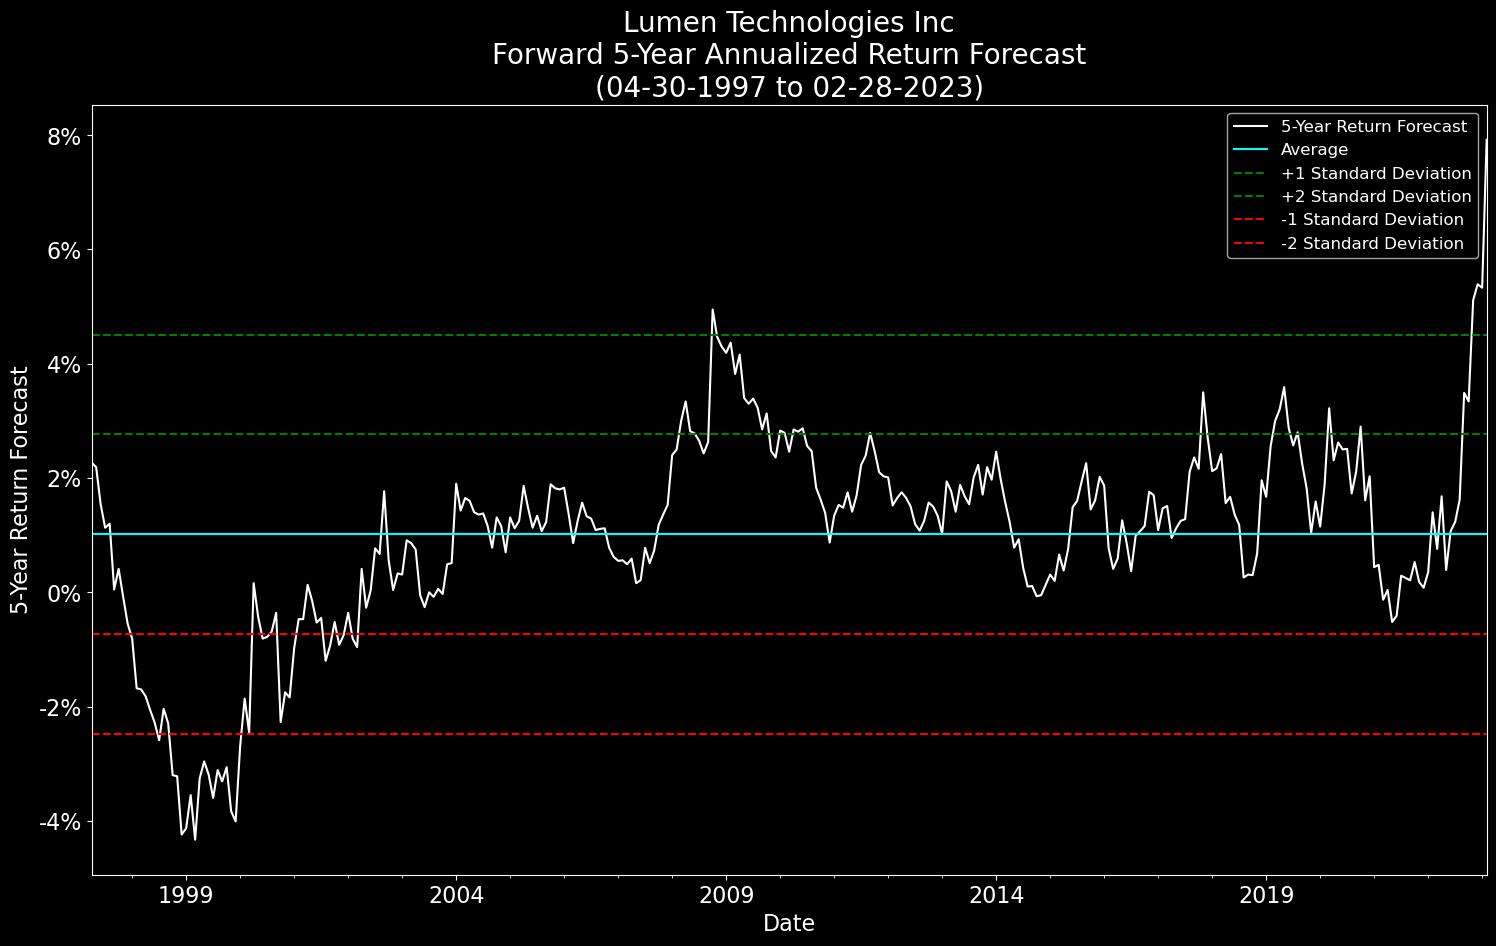 Lumen Technologies Inc
Forward 5-Year Annualized Return Forecast
(04-30-1997 to 02-28-2023)
5-Year Return Forecast
Average
+1 Standard Deviation
+2 Standard Deviation
-1 Standard Deviation
-2 Standard Deviation
8%
6%
4%
2%
0%
-2%
-4%
5-Year Return Forecast
1999
2004
2009
2014
2019
Date